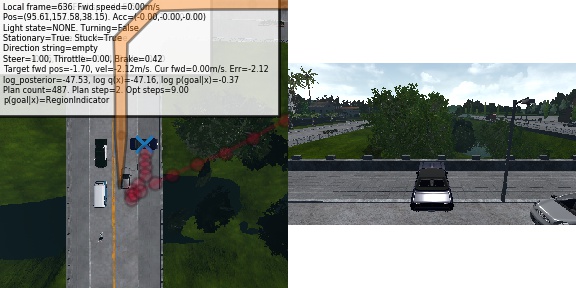 Local frame=636. Fwd speed=0.00m/s
Pos=(95.61,157.58,38.15). Acc=(-0.00,-0.00,-0.00)
Light state=NONE. Turning=False
Stationary=True. Stuck=True
Direction string=empty
Steer=1.00, Throttle=0.00, Brake=0.42
Target fwd pos=-1.70, vel=-2.12m/s. Cur fwd=0.00m/s. Err=-2.12
log_posterior=-47.53, log q(x)=-47.16, log p(goal|x)=-0.37
Plan count=487. Plan step=2. Opt steps=9.00
p(goal|x)=RegionIndicator